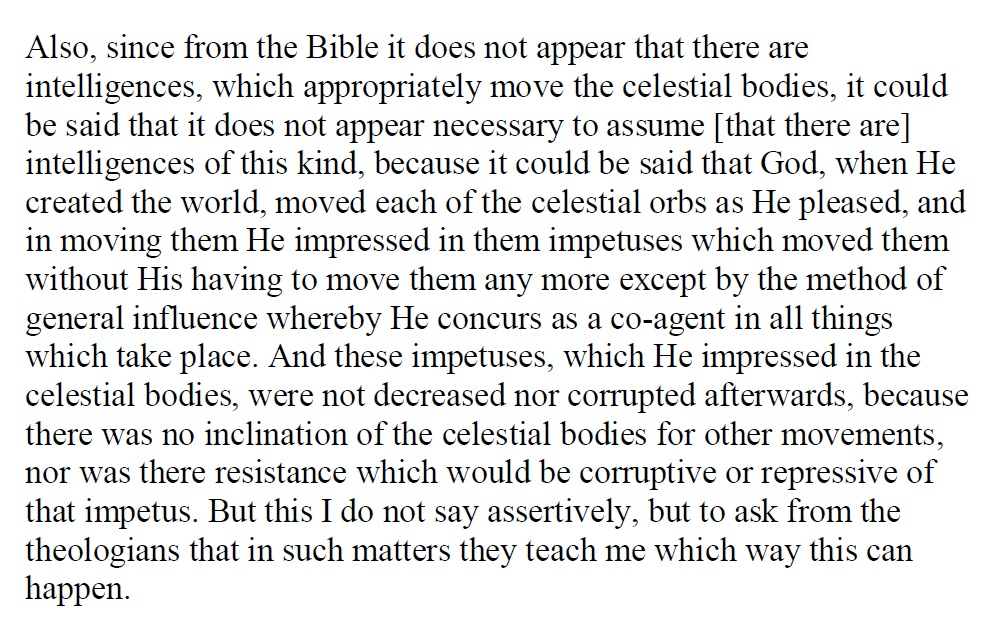 Also, since from the Bible it does not appear that there are
intelligences, which appropriately move the celestial bodies, it could
be said that it does not appear necessary to assume [that there are]
intelligences of this kind, because it could be said that God, when He
created the world, moved each of the celestial orbs as He pleased, and
in moving them He impressed in them impetuses which moved them
without His having to move them any more except by the method of
general influence whereby He concurs as a co-agent in all things
which take place. And these impetuses, which He impressed in the
celestial bodies, were not decreased nor corrupted afterwards, because
there was no inclination of the celestial bodies for other movements,
nor was there resistance which would be corruptive or repressive of
that impetus. But this I do not say assertively, but to ask from the
theologians that in such matters they teach me which way this can
happen.